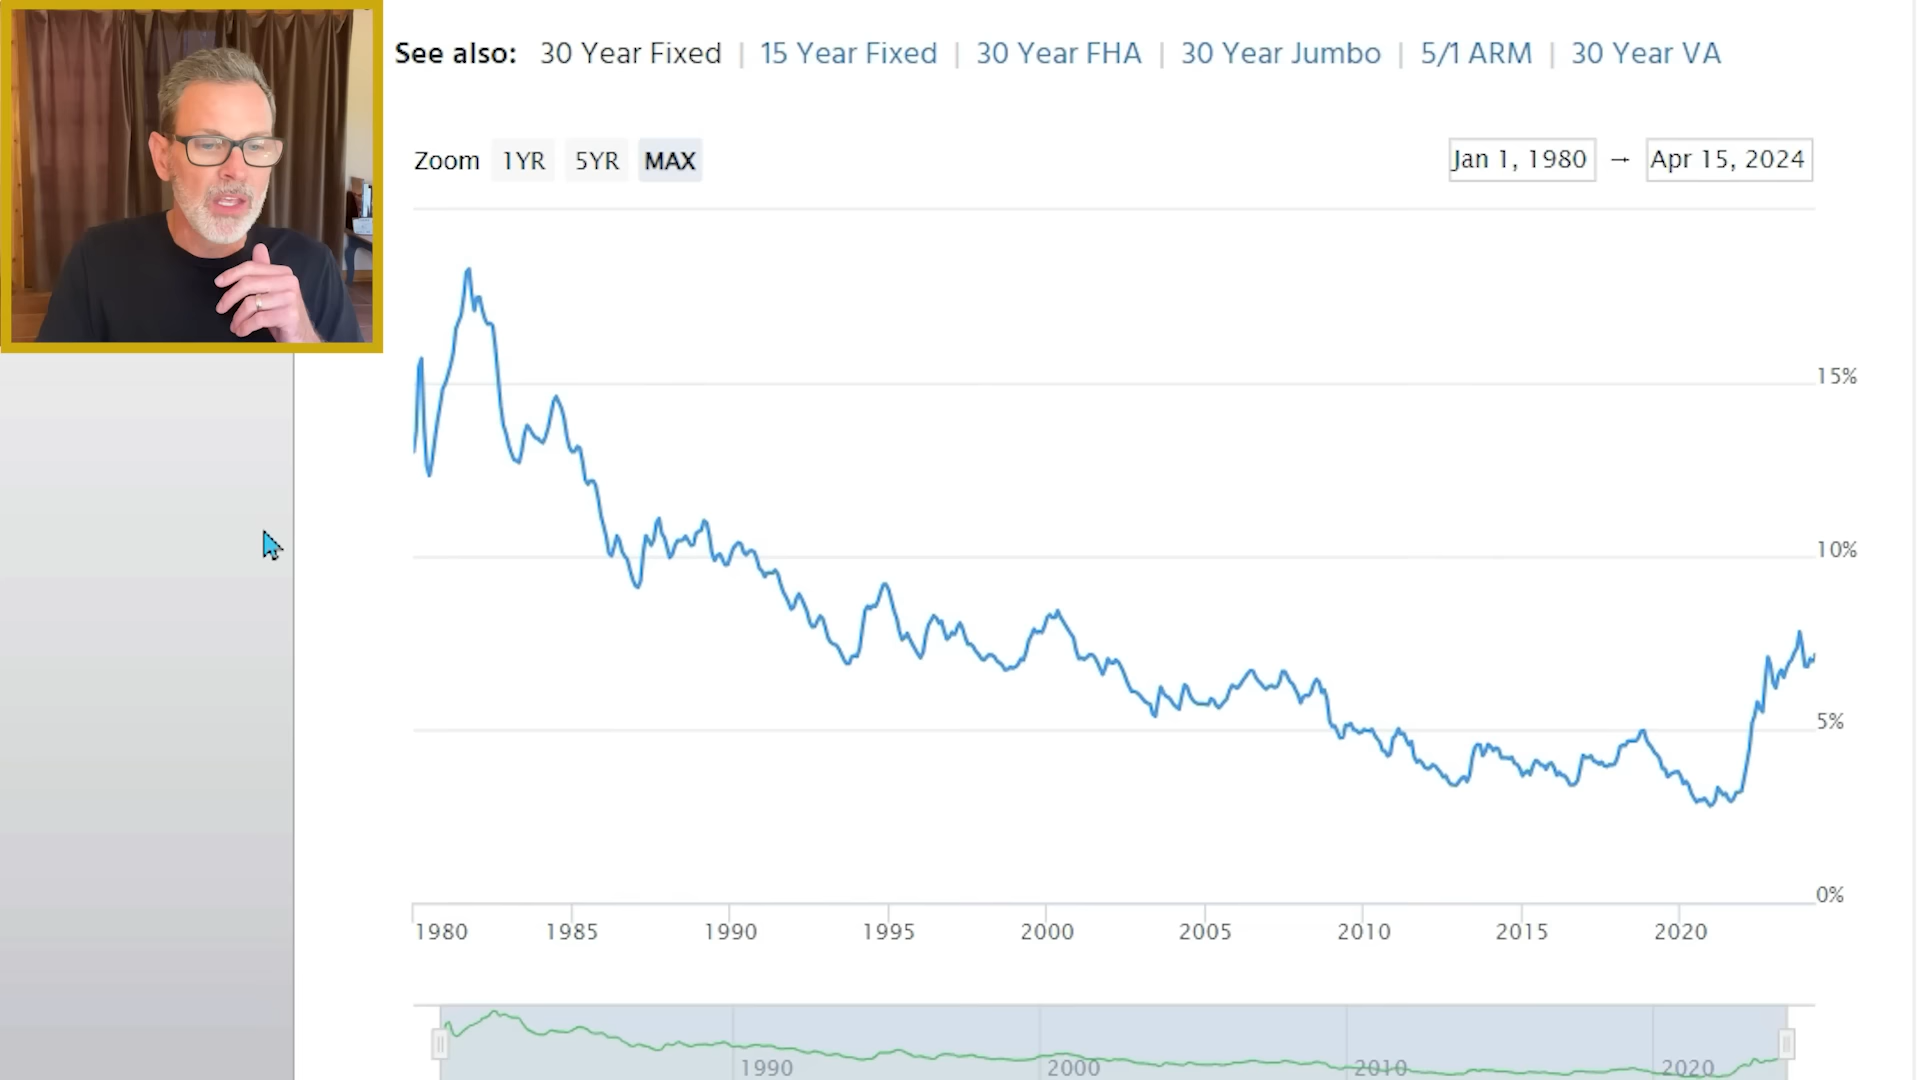 See also: 30 Year Fixed | 15 Year Fixed | 30 Year FHA | 30 Year Jumbo | 5/1 ARM | 30 Year VA
Zoom 1YR 5YR MAX Jan 1, 1980 → Apr 15, 2024
15%
10%
5%
0%
1980 1985 1990 1995 2000 2005 2010 2015 2020
1990 2000 2010 2020